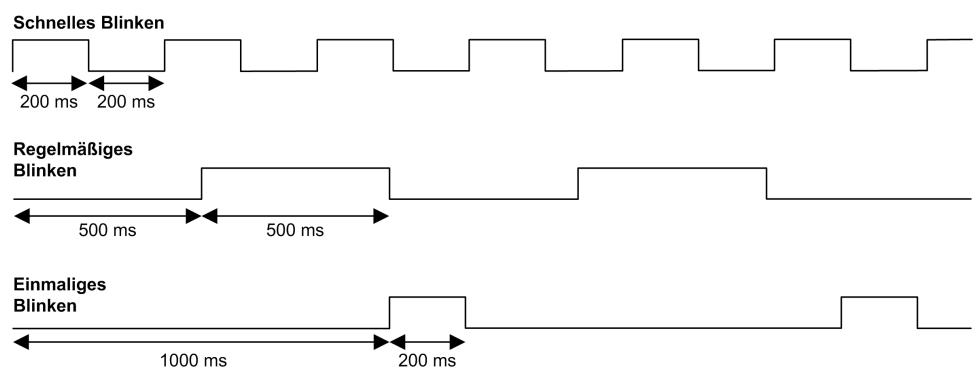 Schnelles Blinken
200 ms 200 ms
Regelmäßiges
Blinken
500 ms 500 ms
Einmaliges
Blinken
1000 ms 200 ms